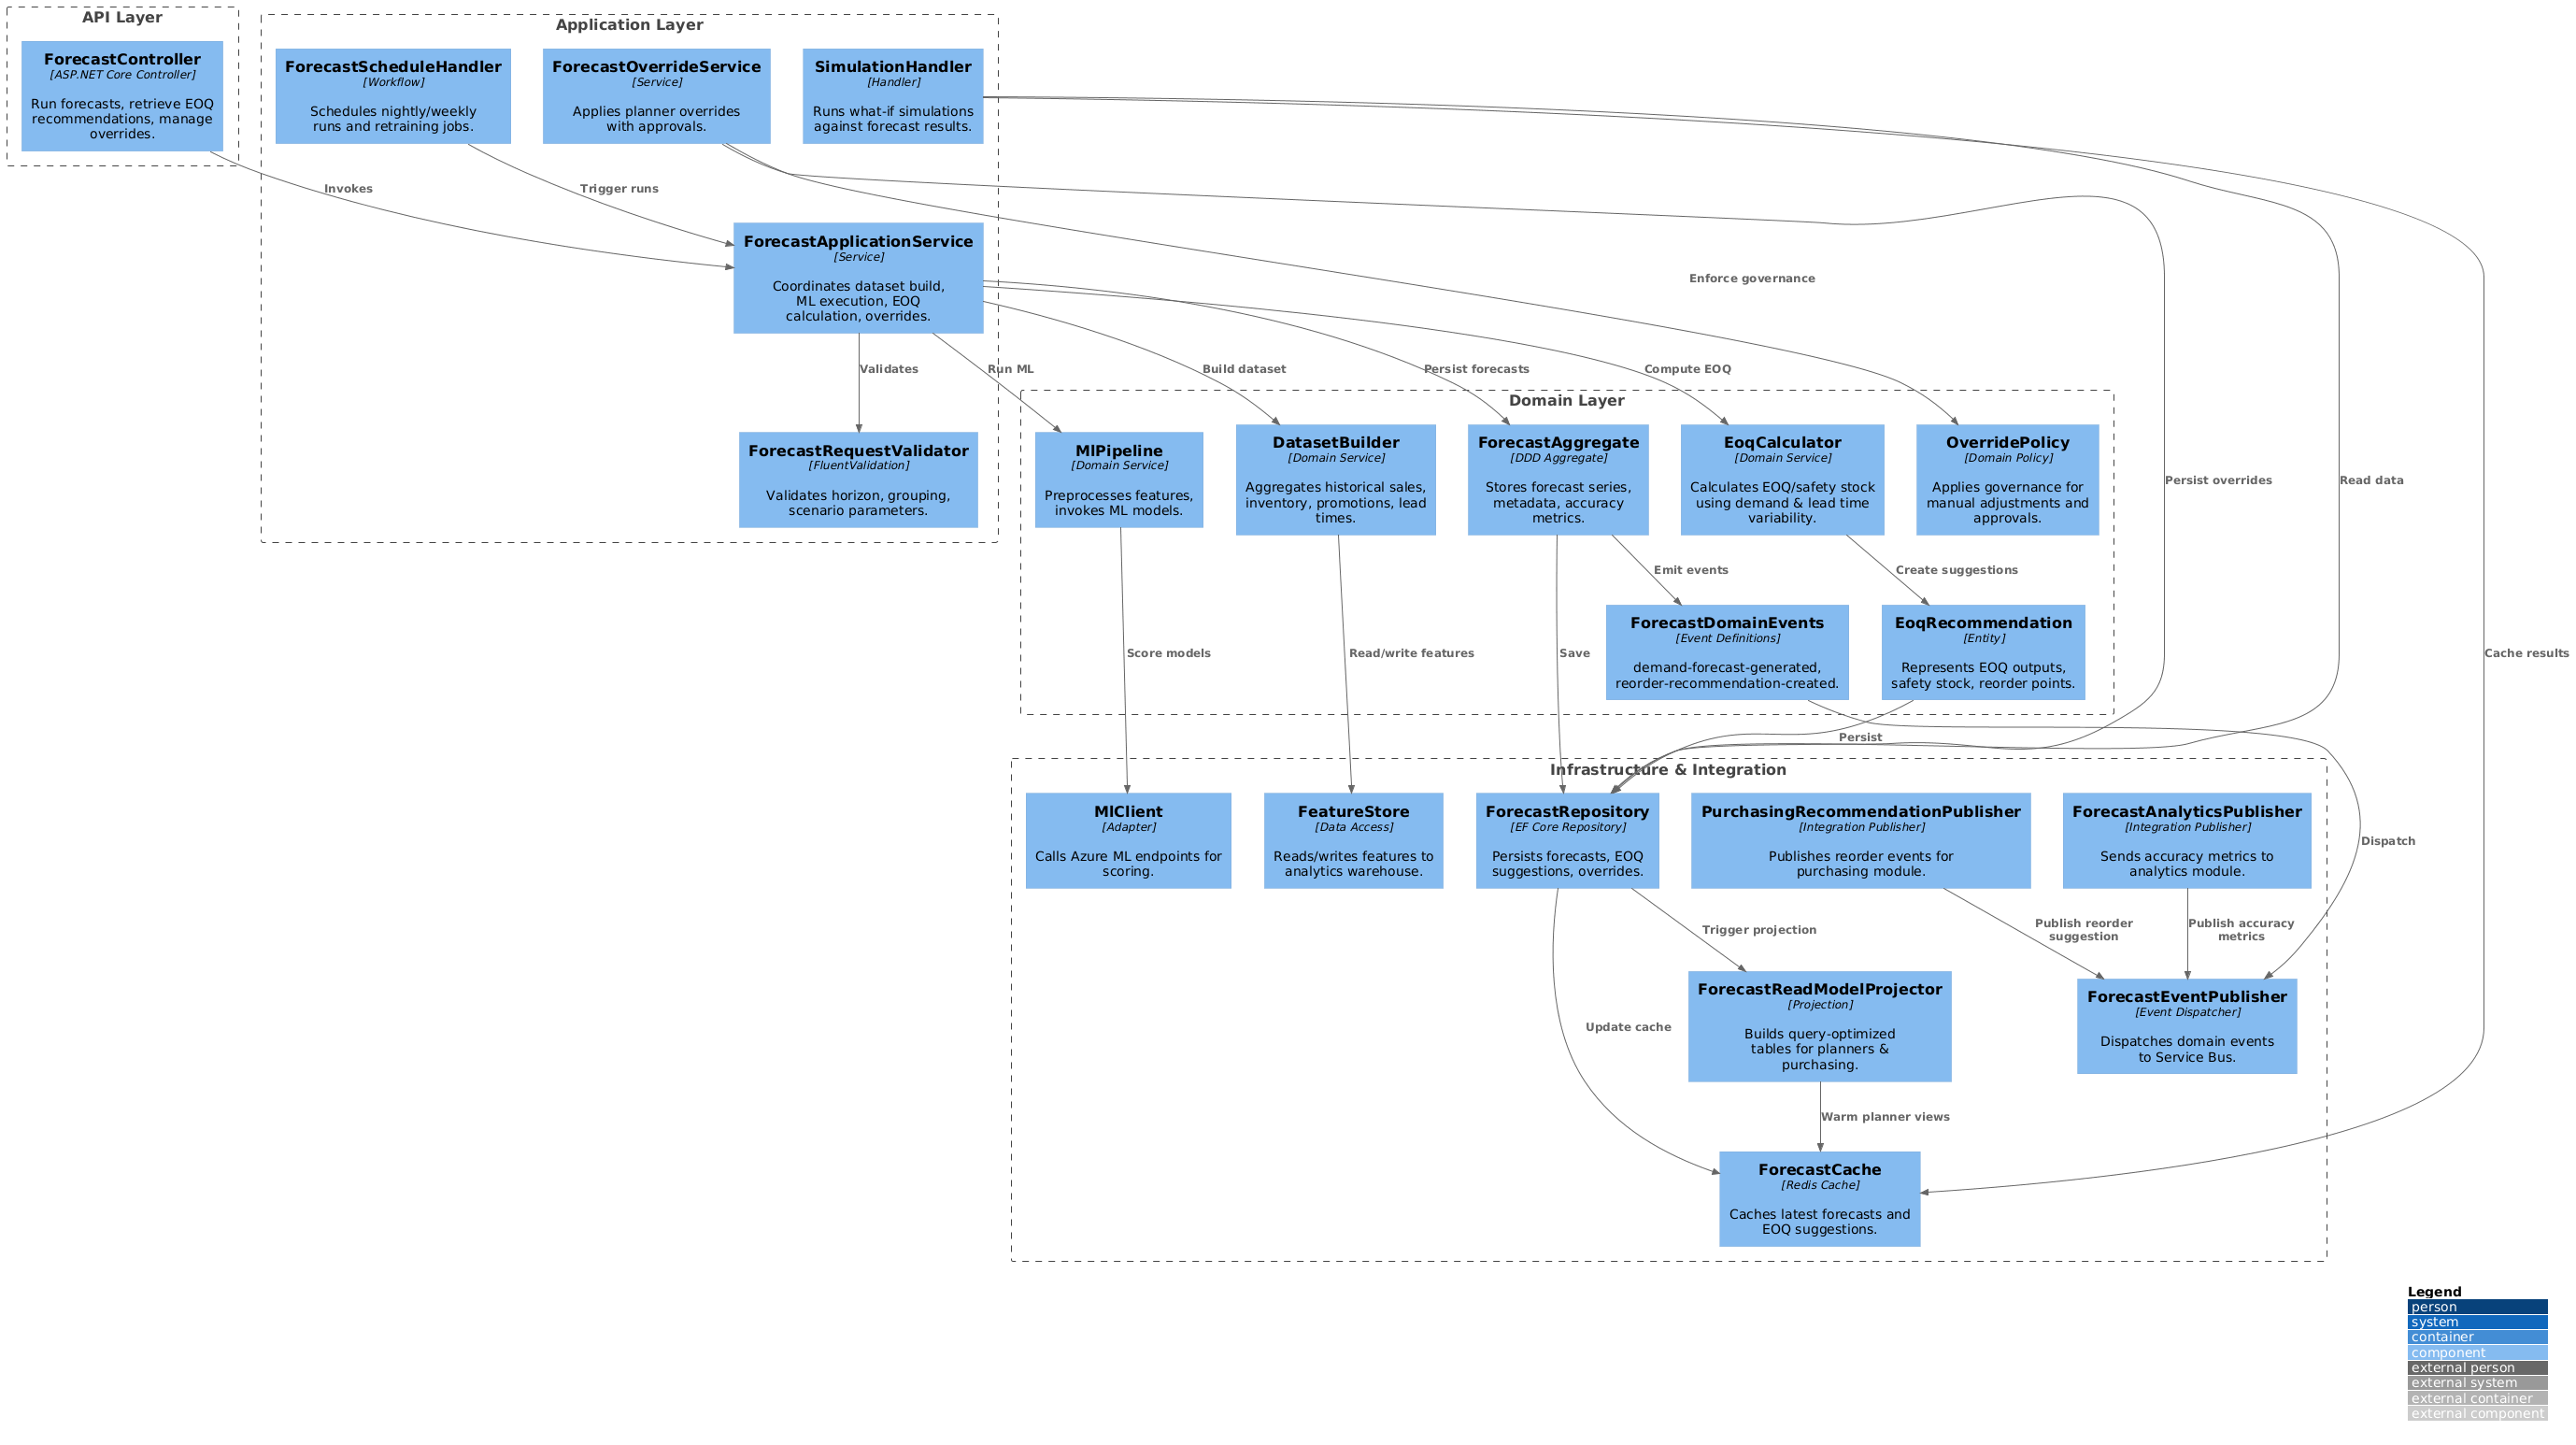 API Layer
ForecastController
[ASP.NET Core Controller]
Run forecasts, retrieve EOQ
recommendations, manage
overrides.
Application Layer
ForecastScheduleHandler
[Workflow]
Schedules nightly/weekly
runs and retraining jobs.
ForecastOverrideService
[Service]
Applies planner overrides
with approvals.
SimulationHandler
[Handler]
Runs what-if simulations
against forecast results.
Invokes
Trigger runs
ForecastApplicationService
[Service]
Coordinates dataset build,
ML execution, EOQ
calculation, overrides.
Enforce governance
Validates
Run ML
Build dataset
Persist forecasts
Compute EOQ
ForecastRequestValidator
[FluentValidation]
Validates horizon, grouping,
scenario parameters.
Domain Layer
MlPipeline
[Domain Service]
Preprocesses features,
invokes ML models.
DatasetBuilder
[Domain Service]
Aggregates historical sales,
inventory, promotions, lead
times.
ForecastAggregate
[DDD Aggregate]
Stores forecast series,
metadata, accuracy
metrics.
EoqCalculator
[Domain Service]
Calculates EOQ/safety stock
using demand & lead time
variability.
OverridePolicy
[Domain Policy]
Applies governance for
manual adjustments and
approvals.
Persist overrides
Read data
Emit events
Create suggestions
ForecastDomainEvents
[Event Definitions]
demand-forecast-generated,
reorder-recommendation-created.
EoqRecommendation
[Entity]
Represents EOQ outputs,
safety stock, reorder points.
Score models
Read/write features
Save
Cache results
Persist
Infrastructure & Integration
MlClient
[Adapter]
Calls Azure ML endpoints for
scoring.
FeatureStore
[Data Access]
Reads/writes features to
analytics warehouse.
ForecastRepository
[EF Core Repository]
Persists forecasts, EOQ
suggestions, overrides.
PurchasingRecommendationPublisher
[Integration Publisher]
Publishes reorder events for
purchasing module.
ForecastAnalyticsPublisher
[Integration Publisher]
Sends accuracy metrics to
analytics module.
Dispatch
Trigger projection
Publish reorder
suggestion
Publish accuracy
metrics
ForecastReadModelProjector
[Projection]
Builds query-optimized
tables for planners &
purchasing.
ForecastEventPublisher
[Event Dispatcher]
Dispatches domain events
to Service Bus.
Update cache
Warm planner views
ForecastCache
[Redis Cache]
Caches latest forecasts and
EOQ suggestions.
Legend
person
system
container
component
external person
external system
external container
external component